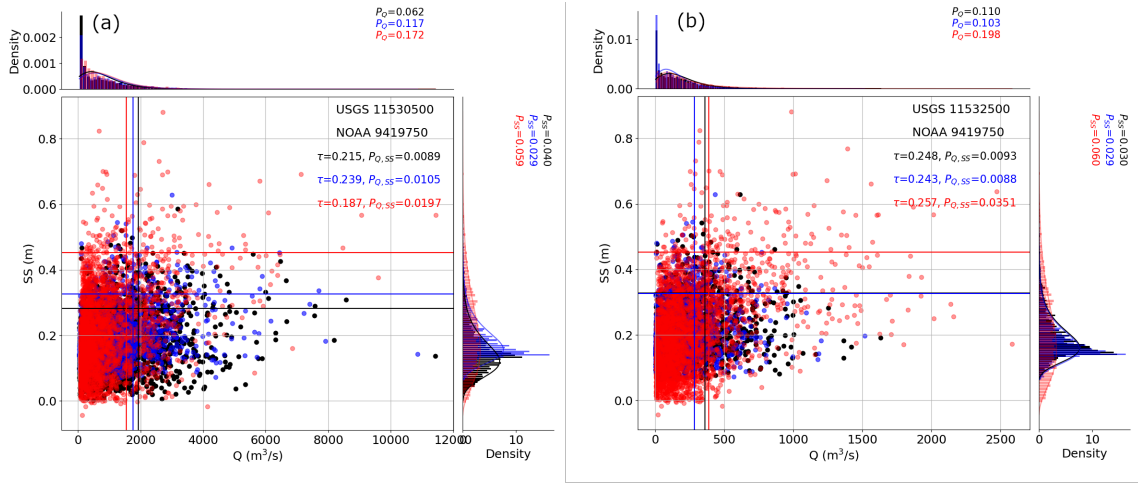 (a)
P_Q=0.062
P_Q=0.117
P_Q=0.172
Density
0.002
0.001
0.000
USGS 11530500
NOAA 9419750
τ=0.215, P_Q,SS=0.0089
τ=0.239, P_Q,SS=0.0105
τ=0.187, P_Q,SS=0.0197
SS (m)
0.8
0.6
0.4
0.2
0.0
0
2000
4000
6000
8000
10000
12000
Q (m³/s)
P_SS=0.040
P_SS=0.029
P_SS=0.059
0
10
Density
(b)
P_Q=0.110
P_Q=0.103
P_Q=0.198
Density
0.01
0.00
USGS 11532500
NOAA 9419750
τ=0.248, P_Q,SS=0.0093
τ=0.243, P_Q,SS=0.0088
τ=0.257, P_Q,SS=0.0351
SS (m)
0.8
0.6
0.4
0.2
0.0
0
500
1000
1500
2000
2500
Q (m³/s)
P_SS=0.030
P_SS=0.029
P_SS=0.060
0
10
Density